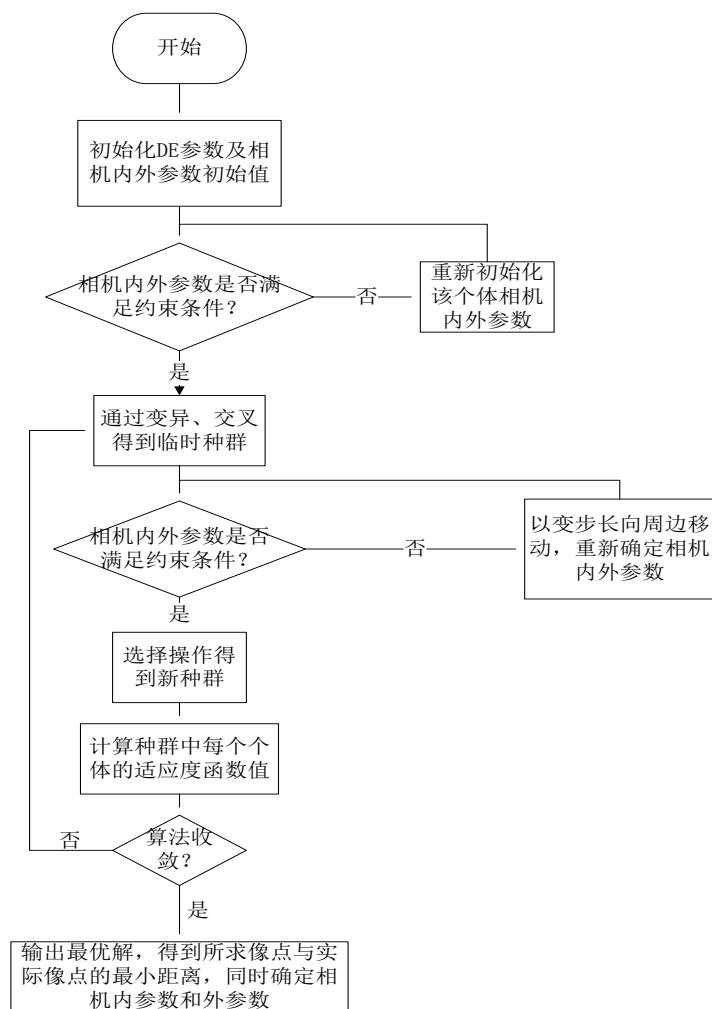 开始
初始化DE参数及相
机内外参数初始值
相机内外参数是否满
足约束条件？
否
重新初始化
该个体相机
内外参数
是
通过变异、交叉
得到临时种群
相机内外参数是否
满足约束条件？
否
以变步长向周边移
动，重新确定相机
内外参数
是
选择操作得
到新种群
计算种群中每个个
体的适应度函数值
算法收
敛？
否
是
输出最优解，得到所求像点与实
际像点的最小距离，同时确定相
机内参数和外参数